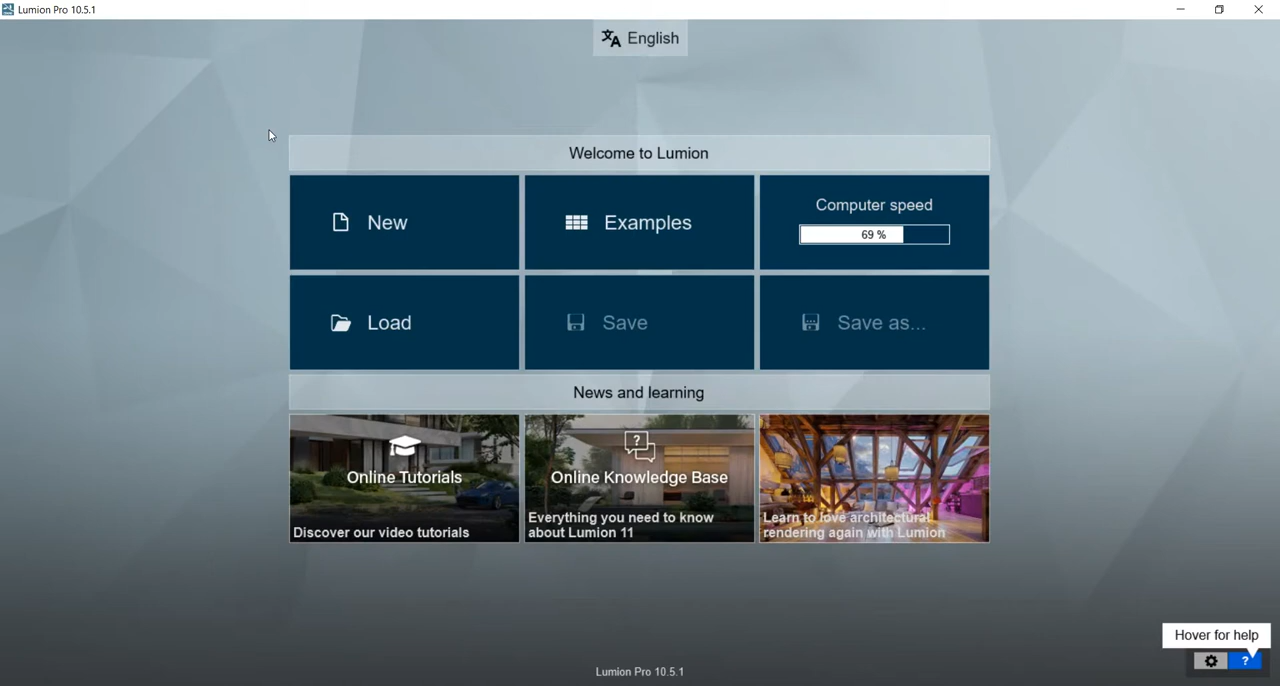 Lumion Pro 10.5.1
English
Welcome to Lumion
New
Examples
Computer speed
69 %
Load
Save
Save as...
News and learning
Online Tutorials
Discover our video tutorials
Online Knowledge Base
Everything you need to know
about Lumion 11
Learn to love architectural
rendering again with Lumion
Hover for help
?
Lumion Pro 10.5.1